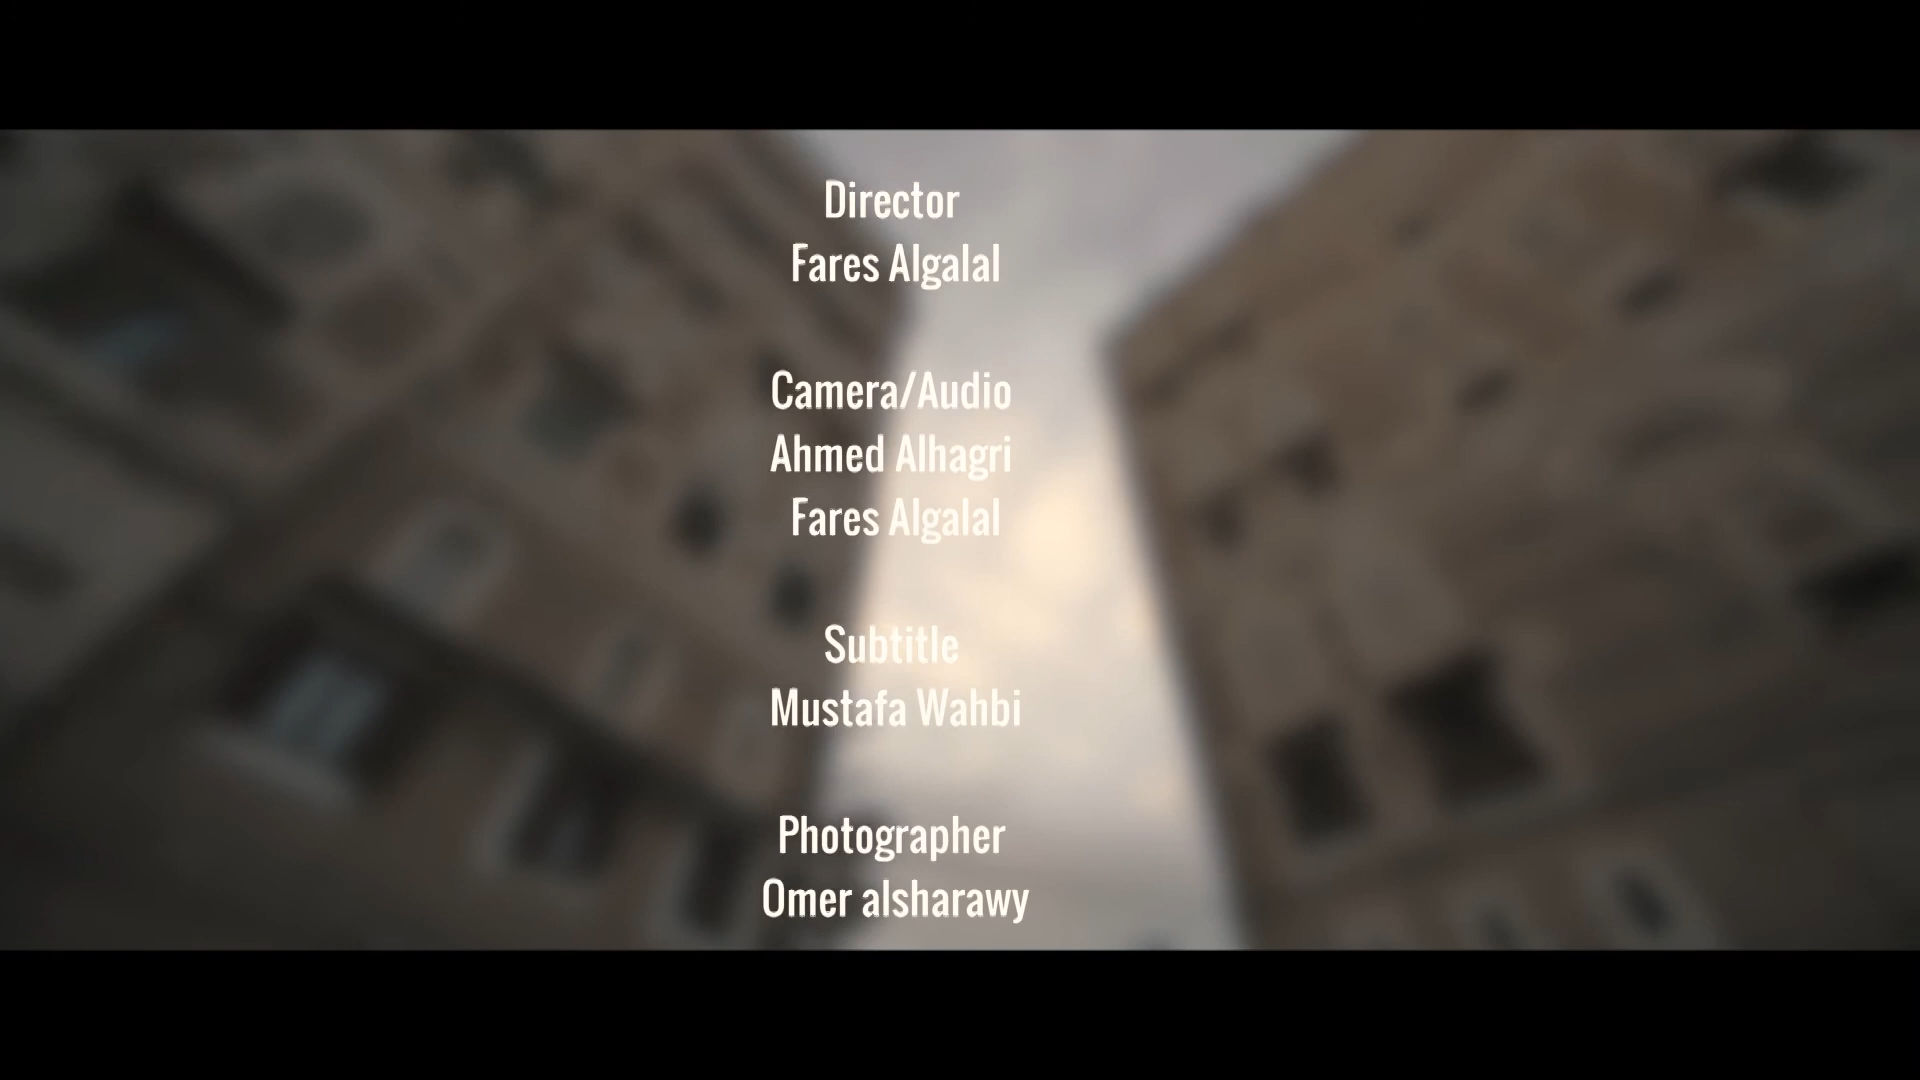 Director
Fares Algalal
Camera/Audio
Ahmed Alhagri
Fares Algalal
Subtitle
Mustafa Wahbi
Photographer
Omer alsharawy